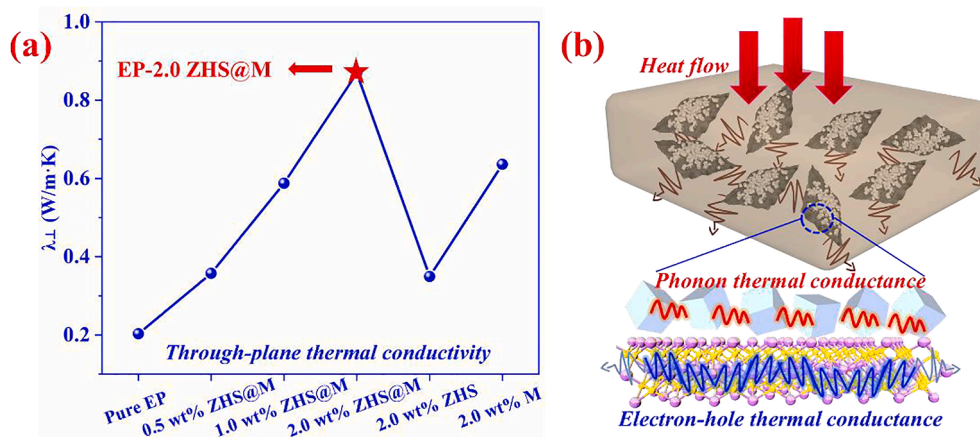 (a)
1.0
0.8
0.6
0.4
0.2
λ⊥ (W/m·K)
EP-2.0 ZHS@M
Through-plane thermal conductivity
Pure EP
0.5 wt% ZHS@M
1.0 wt% ZHS@M
2.0 wt% ZHS@M
2.0 wt% ZHS
2.0 wt% M
(b)
Heat flow
Phonon thermal conductance
Electron-hole thermal conductance